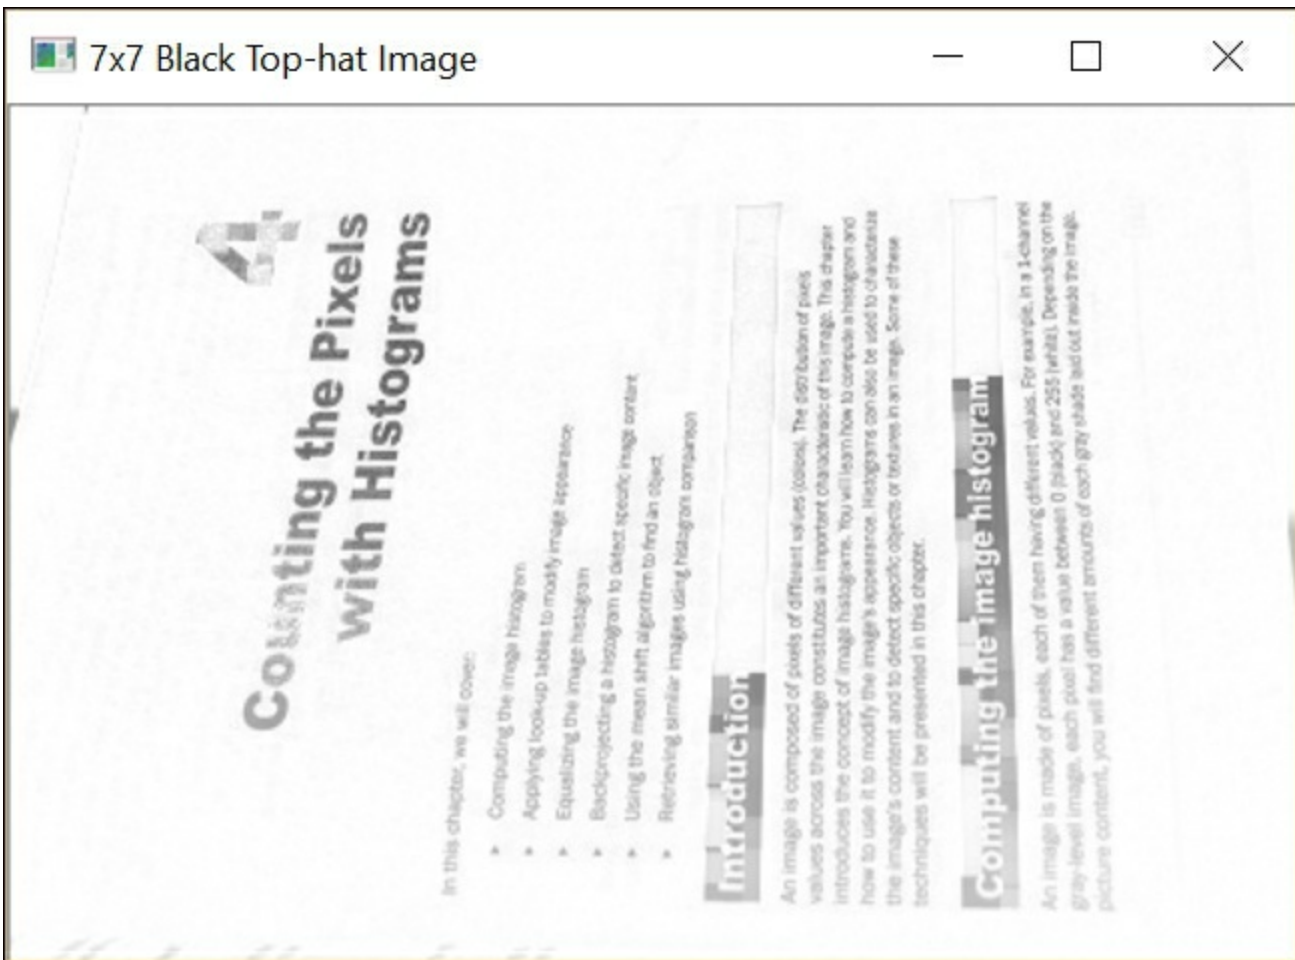 7x7 Black Top-hat Image
4
Counting the Pixels
with Histograms
In this chapter, we will cover:
Computing the image histogram
Applying look-up tables to modify image appearance
Equalizing the image histogram
Backprojecting a histogram to detect specific image content
Using the mean shift algorithm to find an object
Retrieving similar images using histogram comparison
Introduction
An image is composed of pixels of different values (colors). The distribution of pixels
values across the image constitutes an important characteristic of this image. This chapter
introduces the concept of image histograms. You will learn how to compute a histogram and
how to use it to modify the image's appearance. Histograms can also be used to characterize
the image's content and to detect specific objects or textures in an image. Some of these
techniques will be presented in this chapter.
Computing the image histogram
An image is made of pixels, each of them having different values. For example, in a 1-channel
gray-level image, each pixel has a value between 0 (black) and 255 (white). Depending on the
picture content, you will find different amounts of each gray shade laid out inside the image.